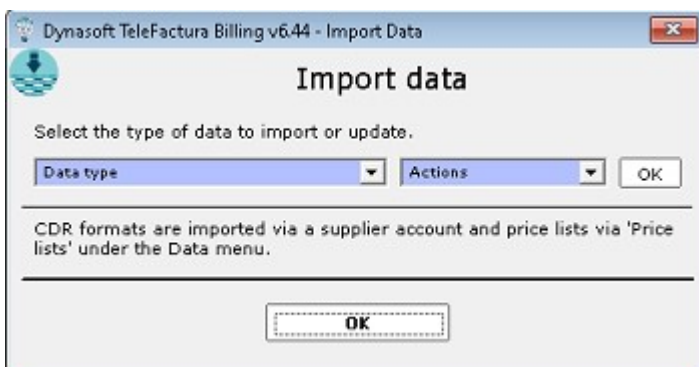 Dynasoft TeleFactura Billing v6.44 - Import Data
Import data
Select the type of data to import or update.
Data type Actions OK
CDR formats are imported via a supplier account and price lists via 'Price
lists' under the Data menu.
OK